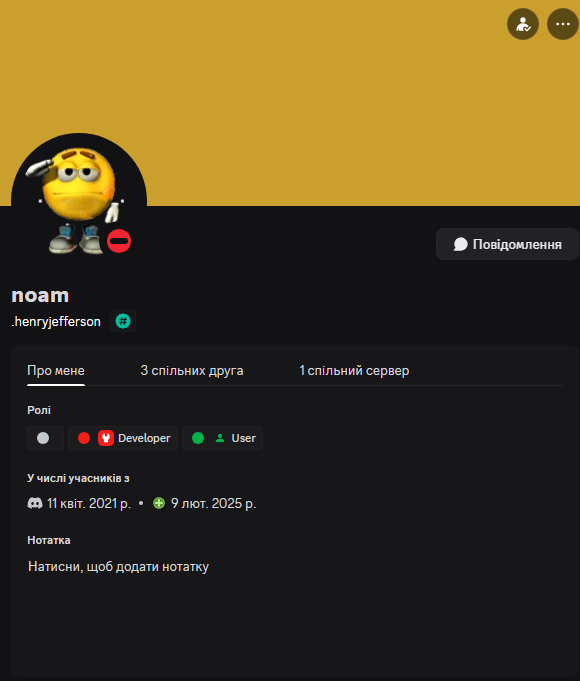 Повідомлення
noam
.henryjefferson #
Про мене 3 спільних друга 1 спільний сервер
Ролі
Developer User
У числі учасників з
11 квіт. 2021 р. • 9 лют. 2025 р.
Нотатка
Натисни, щоб додати нотатку